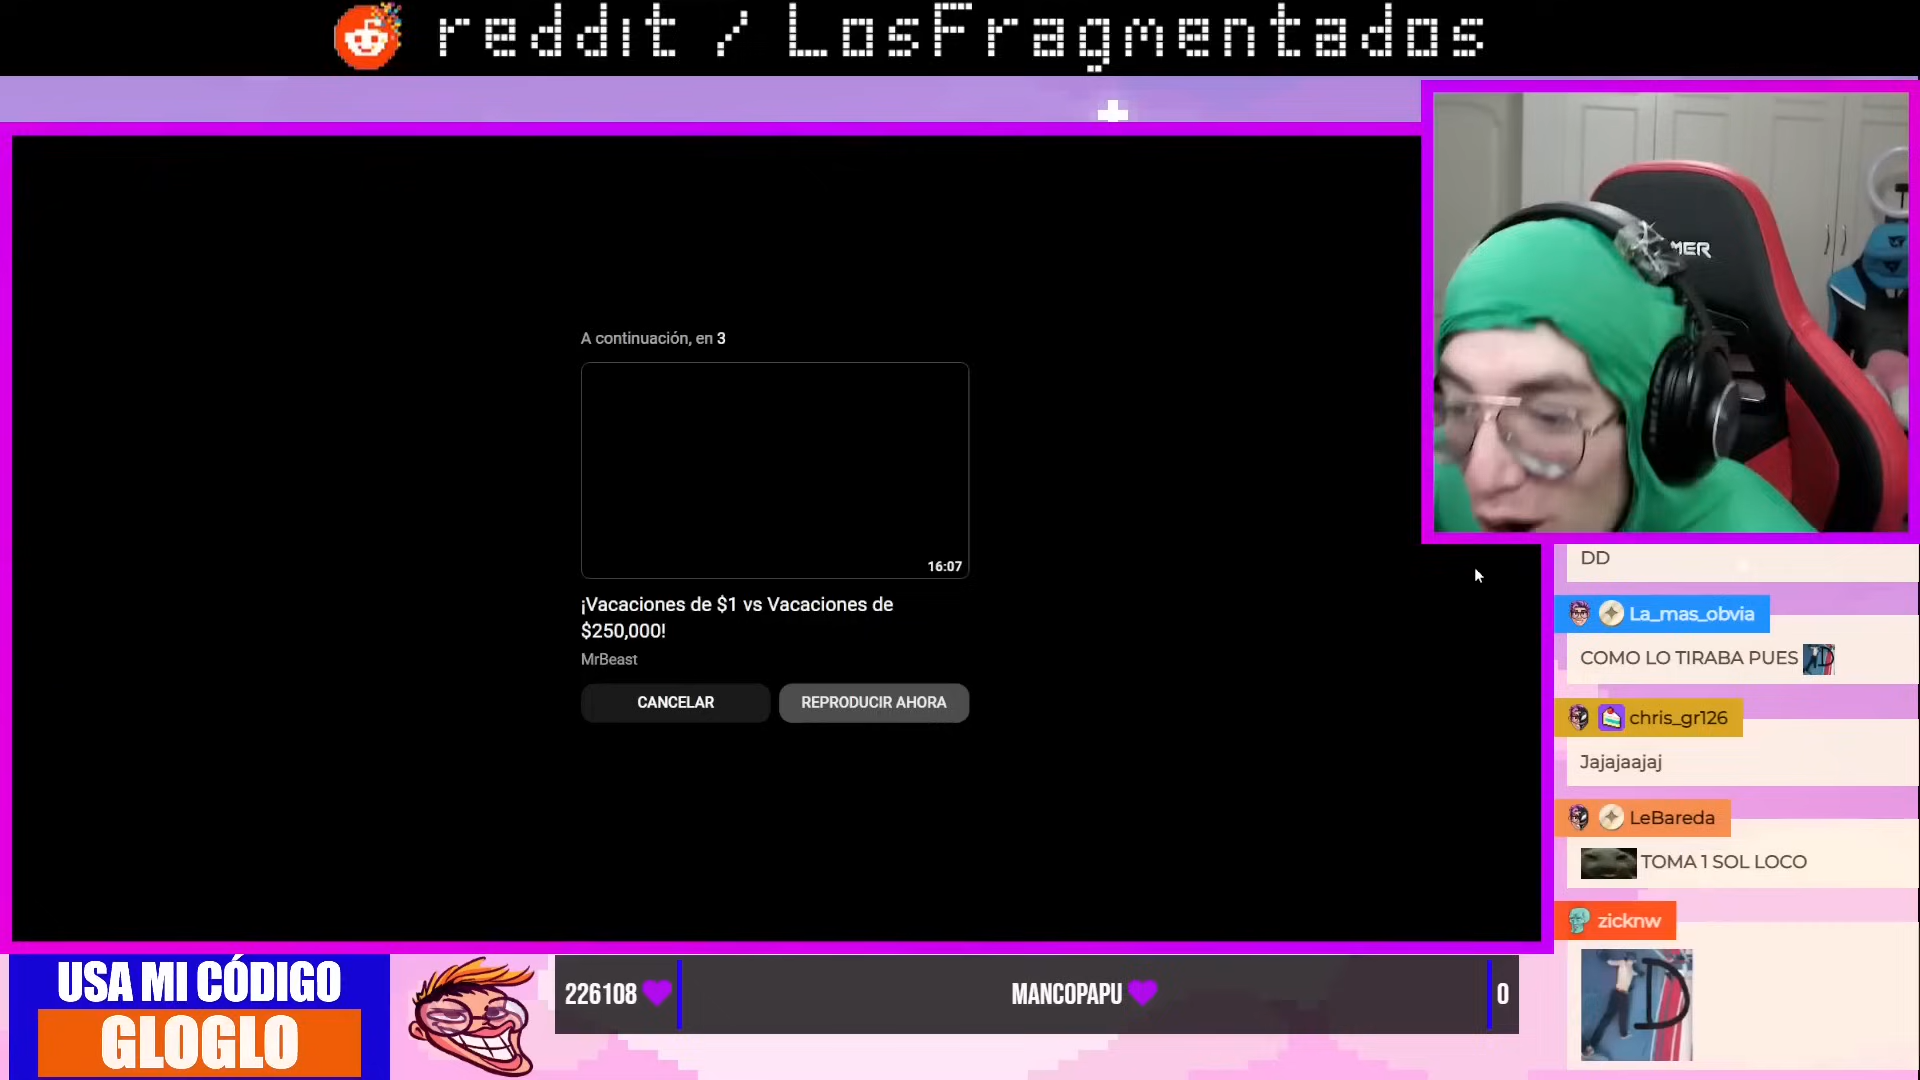 reddit / LosFragmentados
MER
A continuación, en 3
16:07
¡Vacaciones de $1 vs Vacaciones de
$250,000!
MrBeast
CANCELAR
REPRODUCIR AHORA
DD
La_mas_obvia
COMO LO TIRABA PUES
chris_gr126
Jajajaajaj
LeBareda
TOMA 1 SOL LOCO
zicknw
D
USA MI CÓDIGO
GLOGLO
226108
MANCOPAPU
0